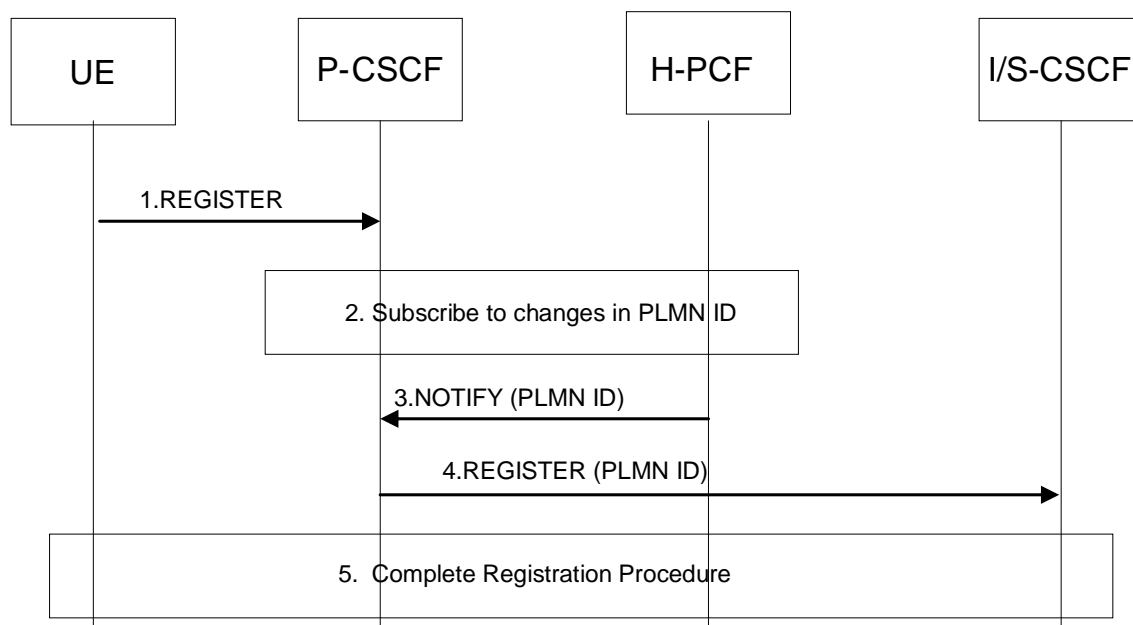 UE
P-CSCF
H-PCF
I/S-CSCF
1.REGISTER
2. Subscribe to changes in PLMN ID
3.NOTIFY (PLMN ID)
4.REGISTER (PLMN ID)
5. Complete Registration Procedure